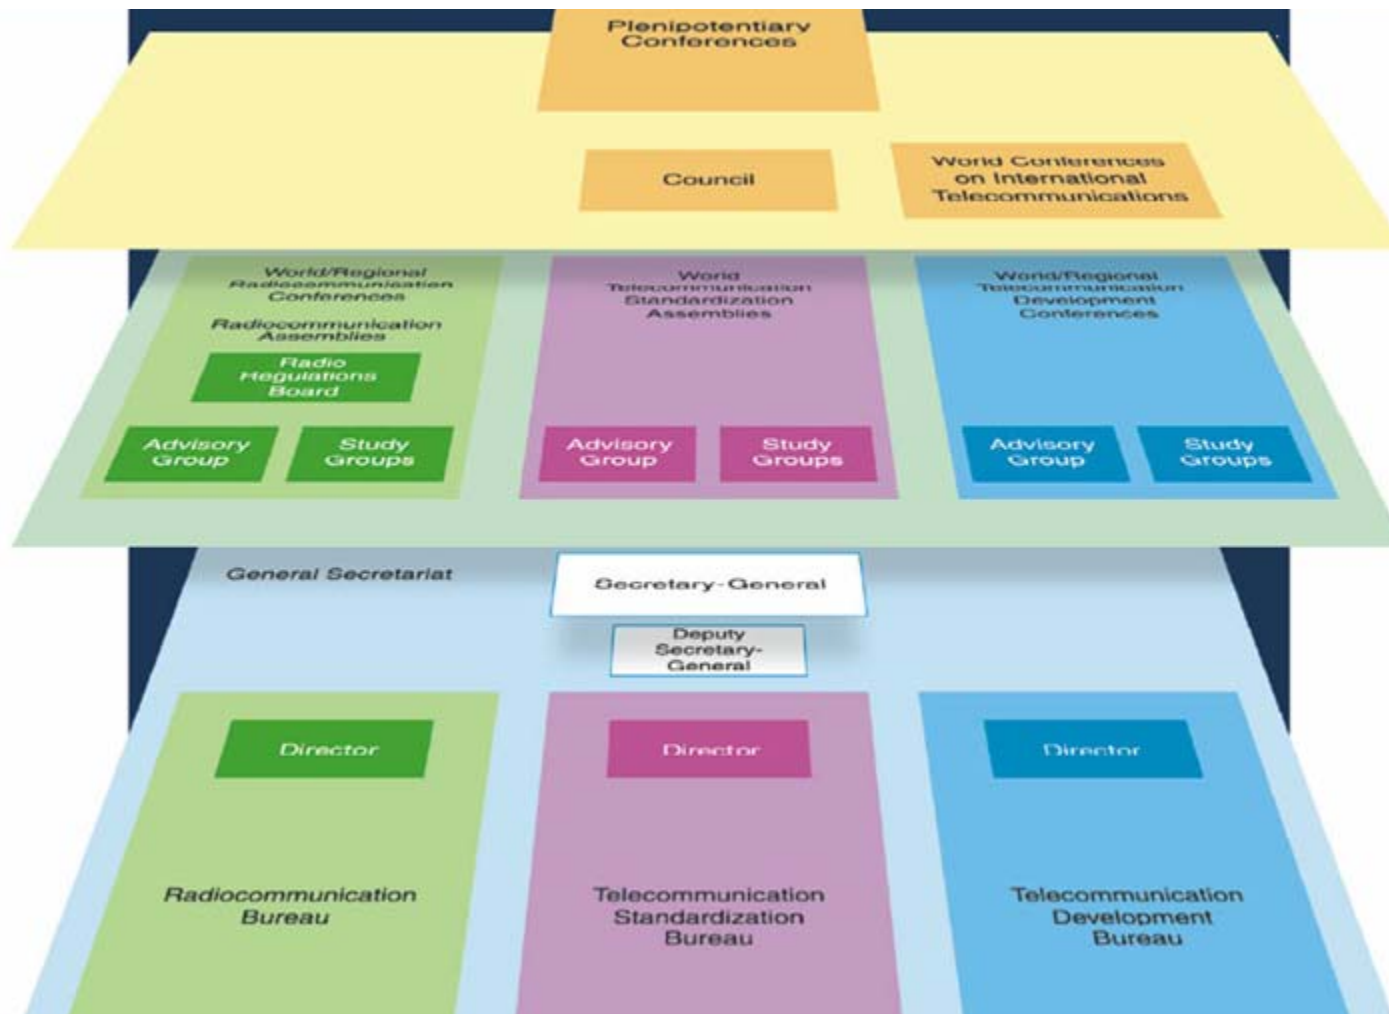 Plenipotentiary
Conferences
Council
World Conferences
on International
Telecommunications
World/Regional
Radiocommunication
Conferences
Radiocommunication
Assemblies
Radio
Regulations
Board
Advisory
Group
Study
Groups
World
Telecommunication
Standardization
Assemblies
Advisory
Group
Study
Groups
World/Regional
Telecommunication
Development
Conferences
Advisory
Group
Study
Groups
General Secretariat
Secretary-General
Deputy
Secretary-
General
Director
Radiocommunication
Bureau
Director
Telecommunication
Standardization
Bureau
Director
Telecommunication
Development
Bureau